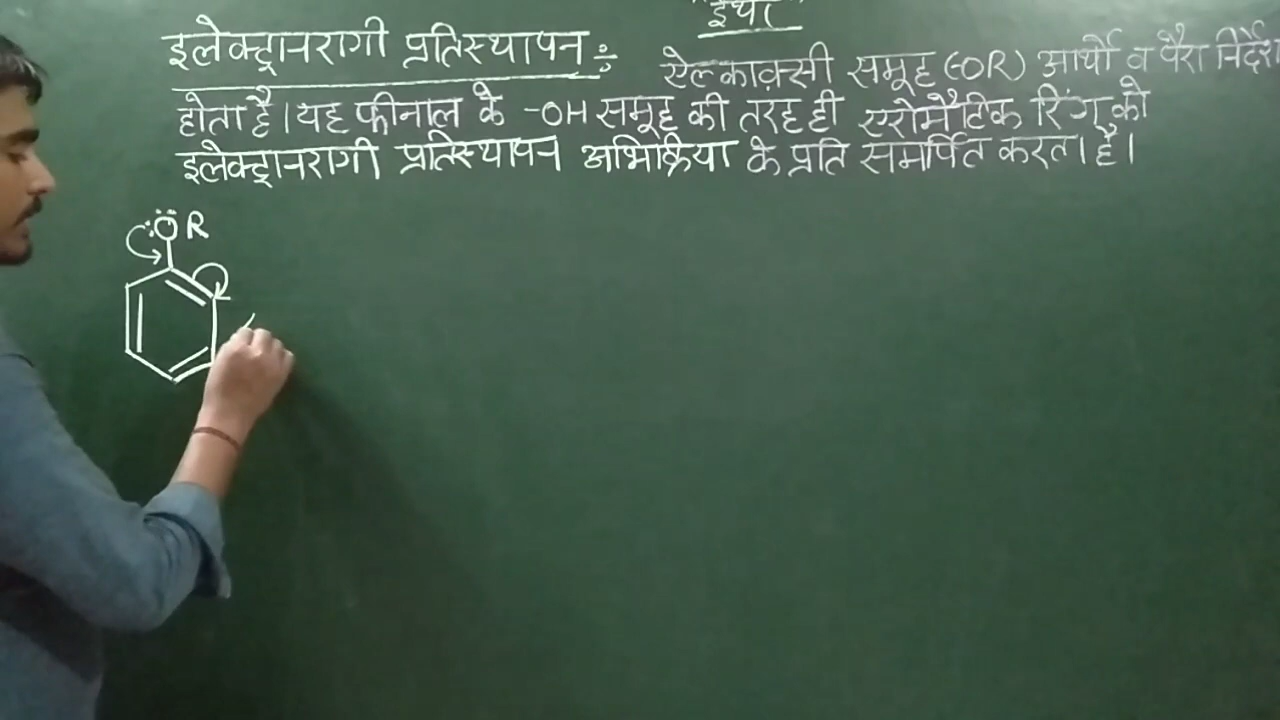 इलेक्ट्रानरागी प्रतिस्थापन ÷ ऐल्काक़्सी समूह (-OR) आर्थो व पैरा
होता है। यह फीनाल के -OH समूह की तरह ही एरोमैटिक रिंग को
इलेक्ट्रानरागी प्रतिस्थापन अभिक्रिया के प्रति समर्पित करता है।
:ÖR